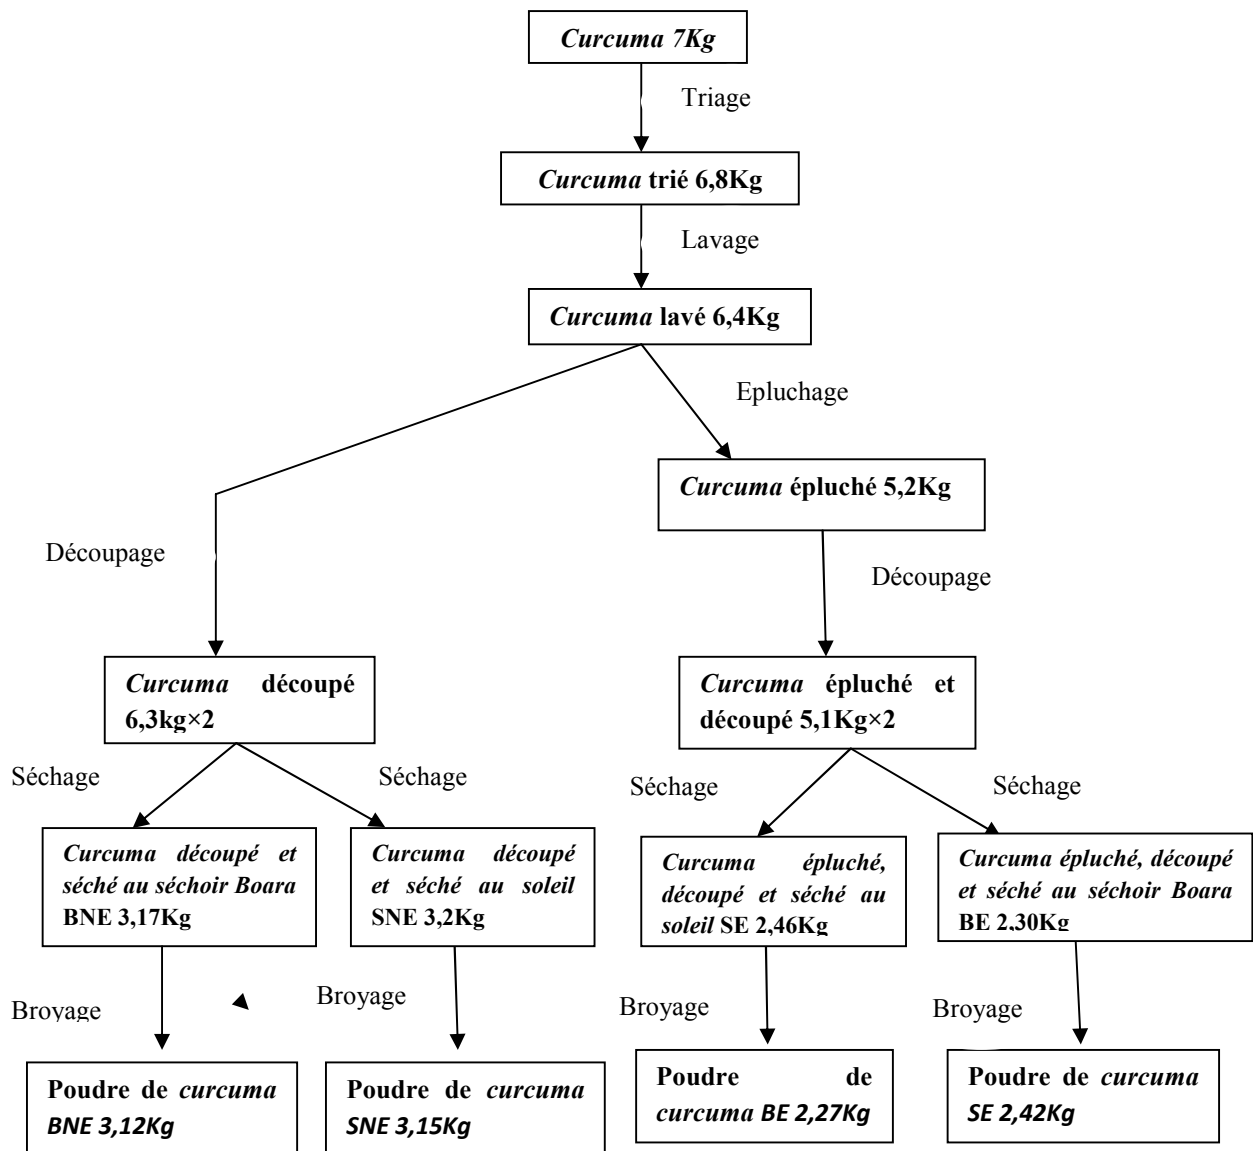 Curcuma 7Kg
Triage
Curcuma trié 6,8Kg
Lavage
Curcuma lavé 6,4Kg
Epluchage
Curcuma épluché 5,2Kg
Découpage
Découpage
Curcuma découpé
6,3kg×2
Curcuma épluché et
découpé 5,1Kg×2
Séchage
Séchage
Séchage
Séchage
Curcuma découpé et
séché au séchoir Boara
BNE 3,17Kg
Curcuma découpé
et séché au soleil
SNE 3,2Kg
Curcuma épluché,
découpé et séché au
soleil SE 2,46Kg
Curcuma épluché, découpé
et séché au séchoir Boara
BE 2,30Kg
Broyage
Broyage
Broyage
Broyage
Poudre de curcuma
BNE 3,12Kg
Poudre de curcuma
SNE 3,15Kg
Poudre de
curcuma BE 2,27Kg
Poudre de curcuma
SE 2,42Kg